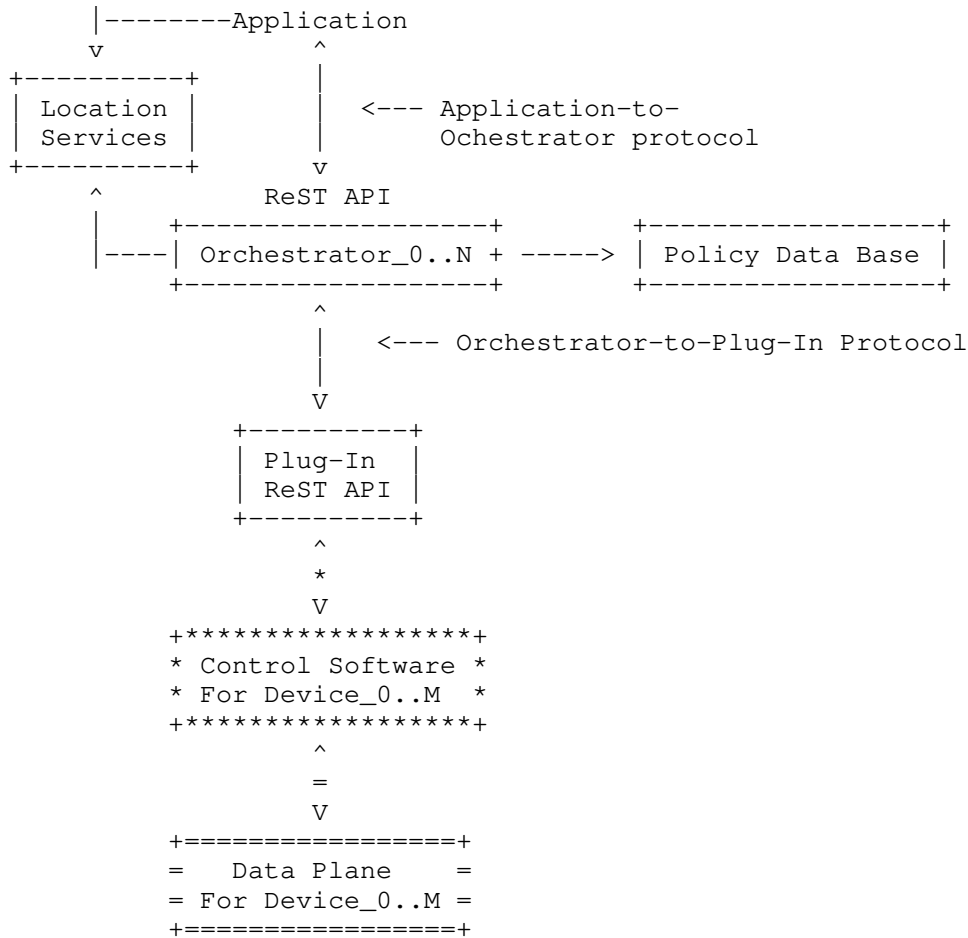 Application
Location
Services
<--- Application-to-
Ochestrator protocol
ReST API
Orchestrator_0..N
Policy Data Base
<--- Orchestrator-to-Plug-In Protocol
Plug-In
ReST API
Control Software
For Device_0..M
Data Plane
For Device_0..M